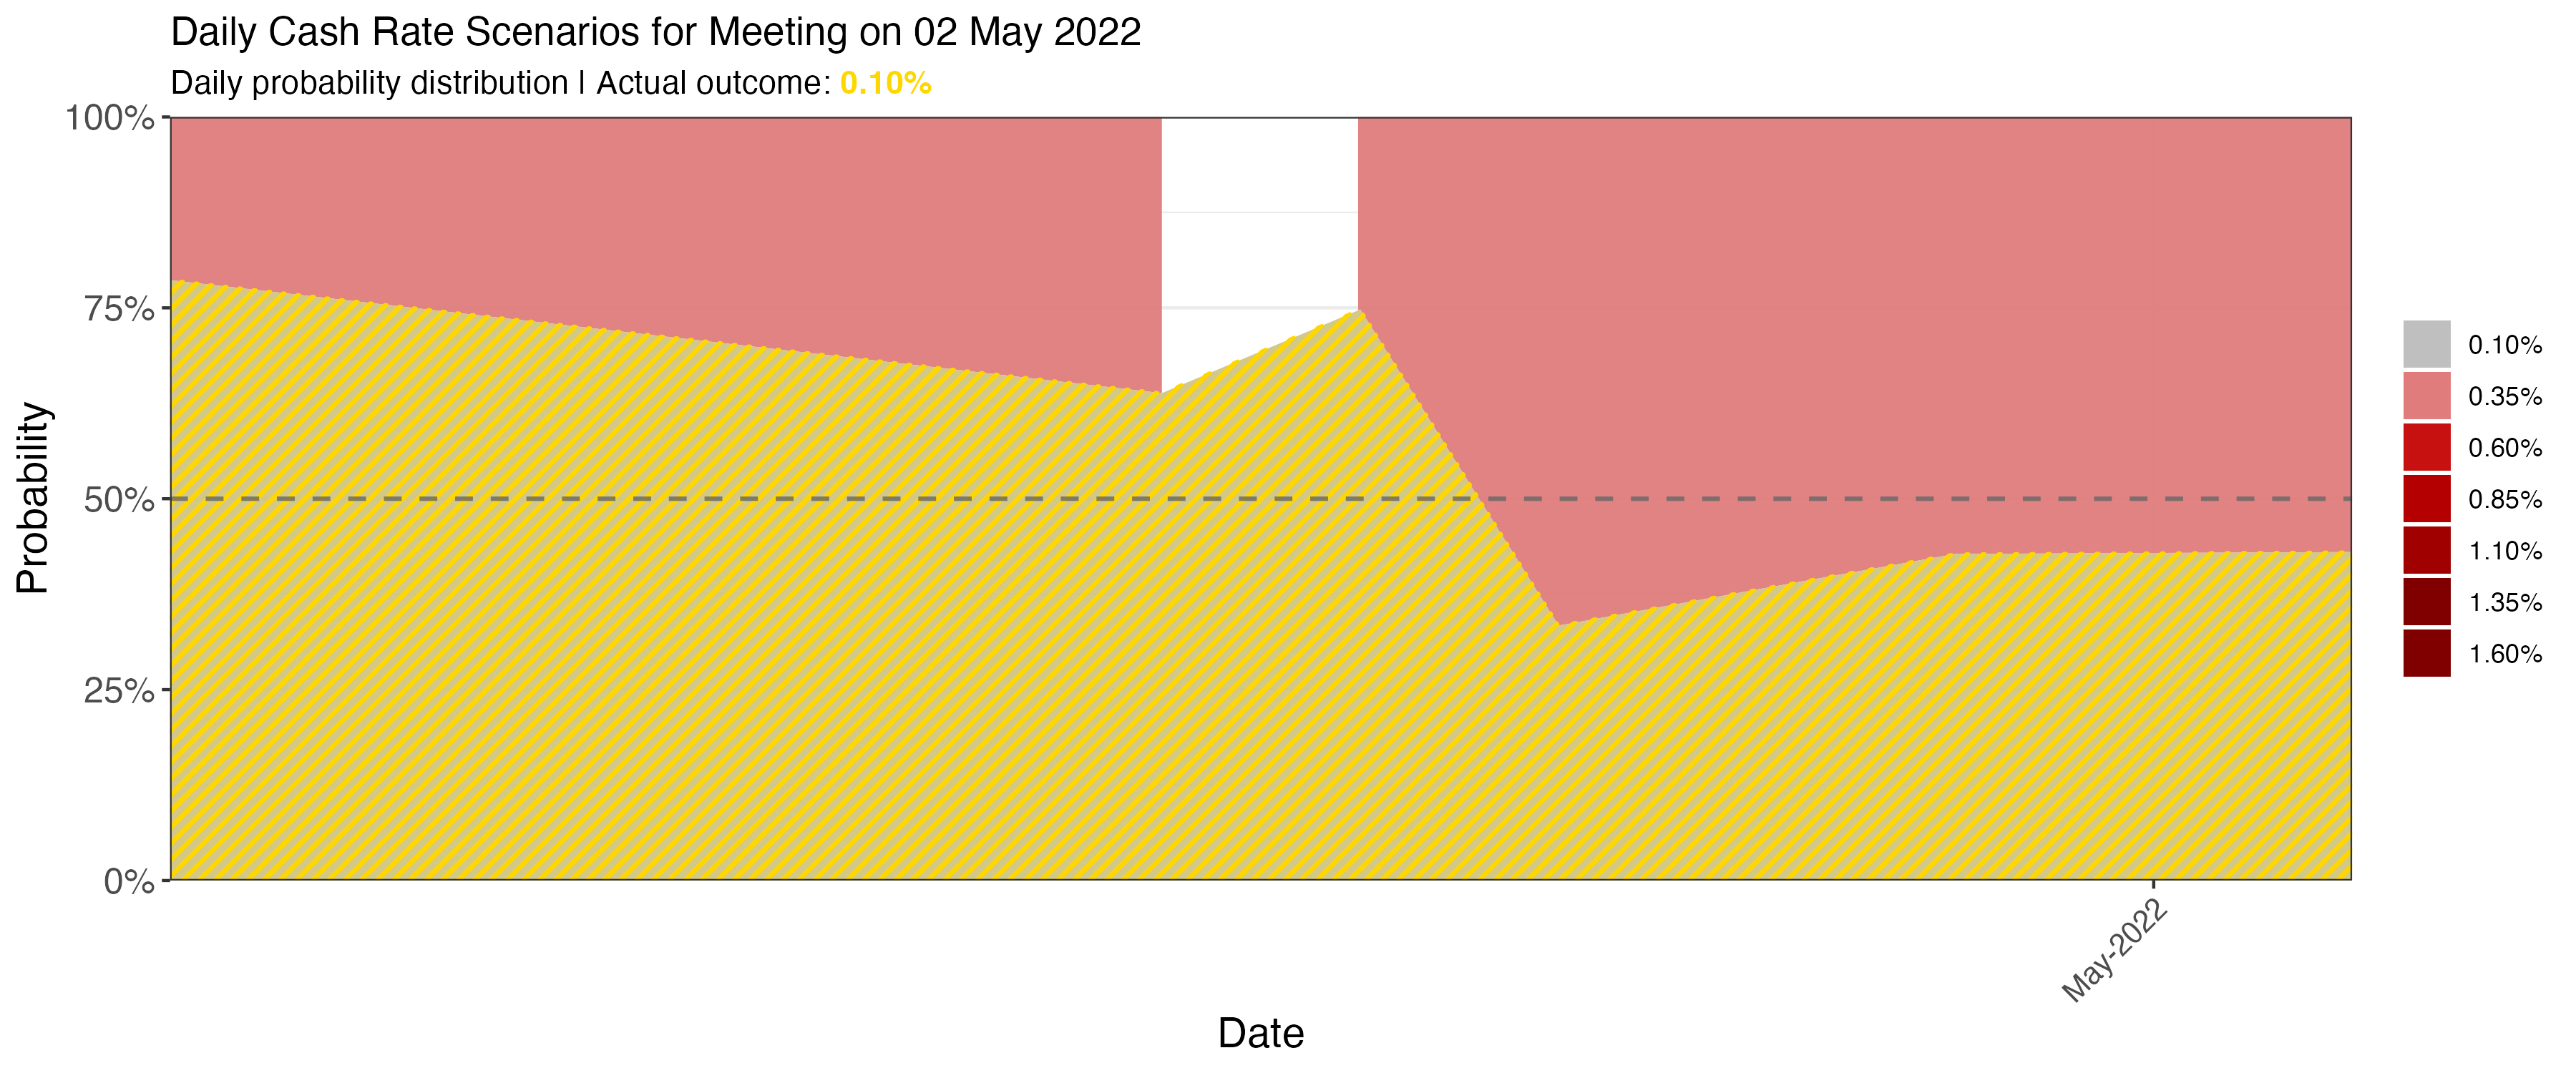 Daily Cash Rate Scenarios for Meeting on 02 May 2022
Daily probability distribution | Actual outcome: 0.10%
Probability
100%
75%
50%
25%
0%
May-2022
Date
0.10%
0.35%
0.60%
0.85%
1.10%
1.35%
1.60%